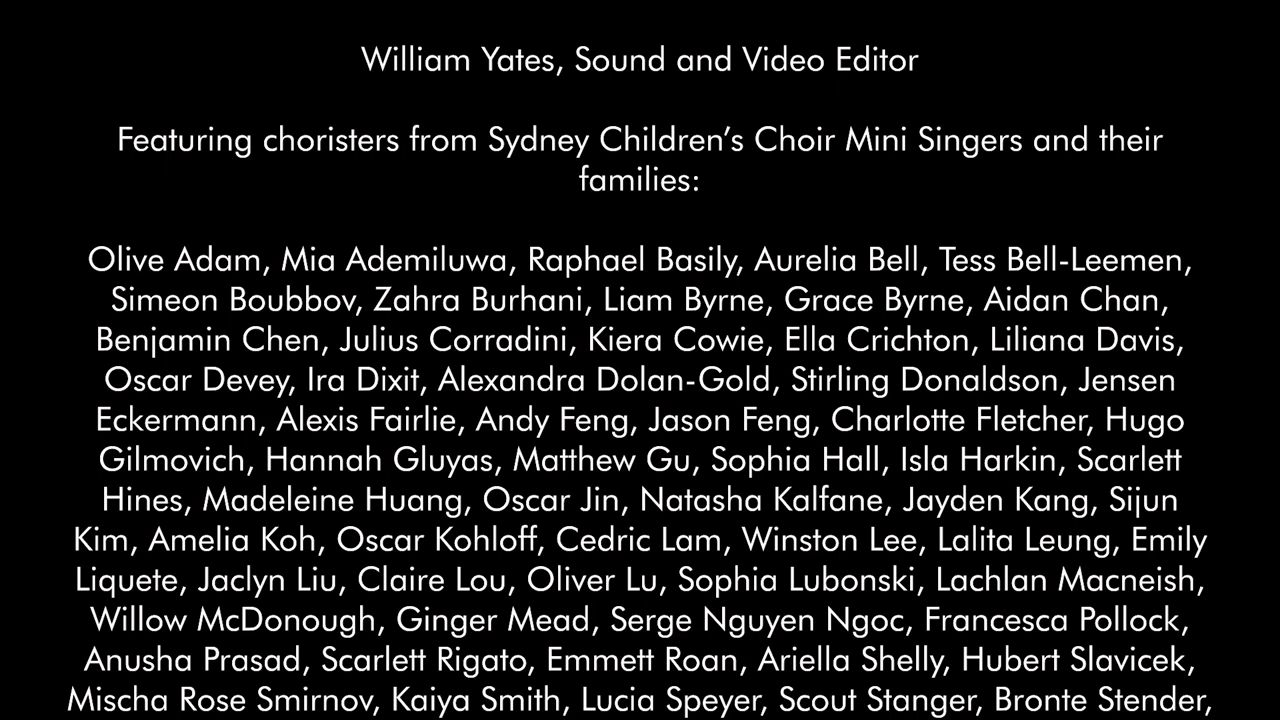 William Yates, Sound and Video Editor
Featuring choristers from Sydney Children's Choir Mini Singers and their
families:
Olive Adam, Mia Ademiluwa, Raphael Basily, Aurelia Bell, Tess Bell-Leemen,
Simeon Boubbov, Zahra Burhani, Liam Byrne, Grace Byrne, Aidan Chan,
Benjamin Chen, Julius Corradini, Kiera Cowie, Ella Crichton, Liliana Davis,
Oscar Devey, Ira Dixit, Alexandra Dolan-Gold, Stirling Donaldson, Jensen
Eckermann, Alexis Fairlie, Andy Feng, Jason Feng, Charlotte Fletcher, Hugo
Gilmovich, Hannah Gluyas, Matthew Gu, Sophia Hall, Isla Harkin, Scarlett
Hines, Madeleine Huang, Oscar Jin, Natasha Kalfane, Jayden Kang, Sijun
Kim, Amelia Koh, Oscar Kohloff, Cedric Lam, Winston Lee, Lalita Leung, Emily
Liquete, Jaclyn Liu, Claire Lou, Oliver Lu, Sophia Lubonski, Lachlan Macneish,
Willow McDonough, Ginger Mead, Serge Nguyen Ngoc, Francesca Pollock,
Anusha Prasad, Scarlett Rigato, Emmett Roan, Ariella Shelly, Hubert Slavicek,
Mischa Rose Smirnov, Kaiya Smith, Lucia Speyer, Scout Stanger, Bronte Stender,